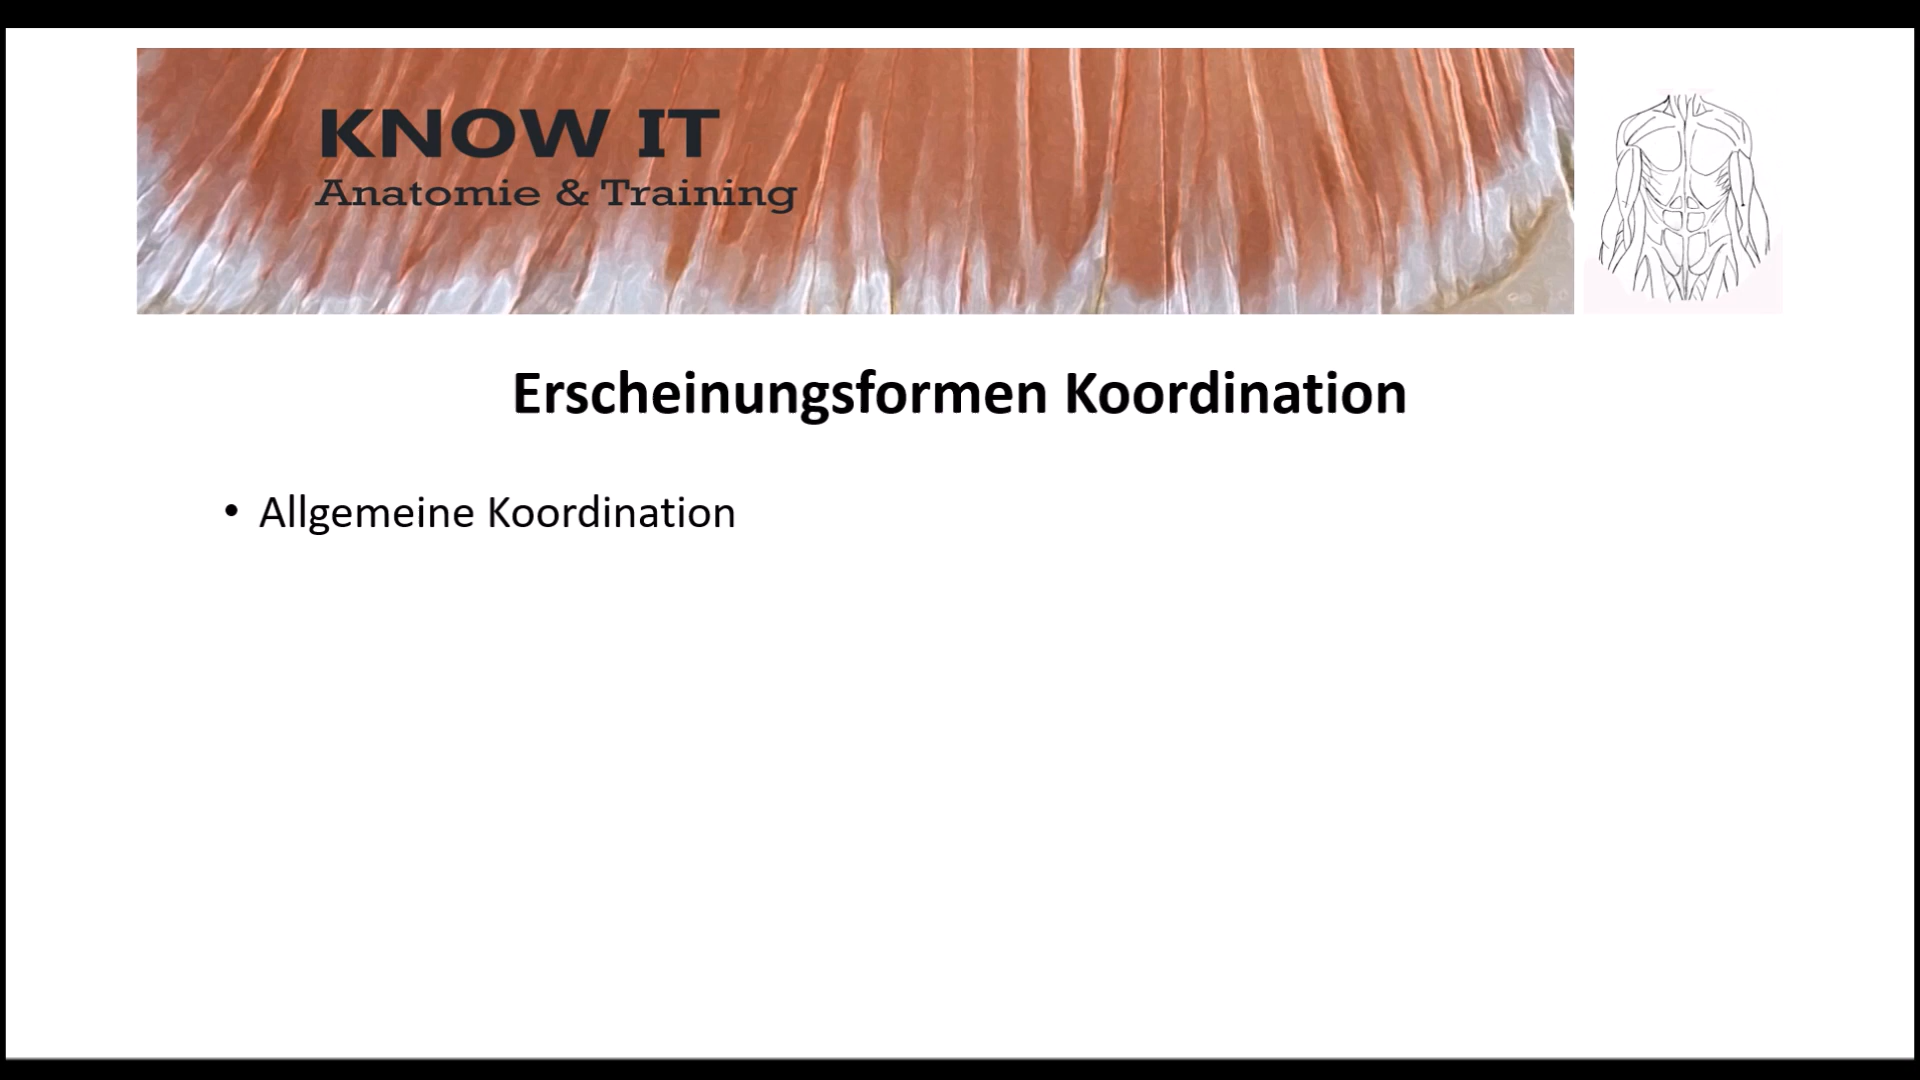 KNOW IT
Anatomie & Training
Erscheinungsformen Koordination
• Allgemeine Koordination